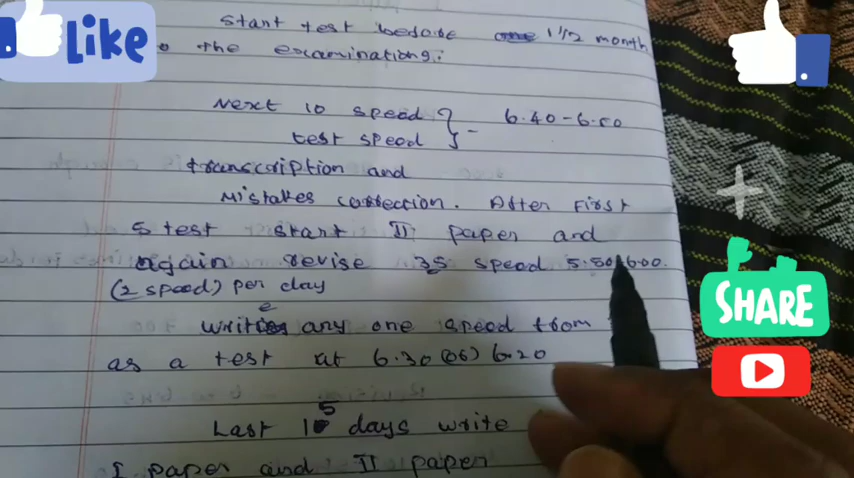 Like
Start test before 1 1/2 month
to the examinations:
Next 10 speed } - 6.40-6.50
test speed
transcription and
Mistakes correction. After First
5 test start II paper and
again revise 35 speed 5.50-6.00.
(2 speed) per day
write any one speed from
as a test at 6.30 (or) 6.20
Last 15 days write
I paper and II paper
SHARE